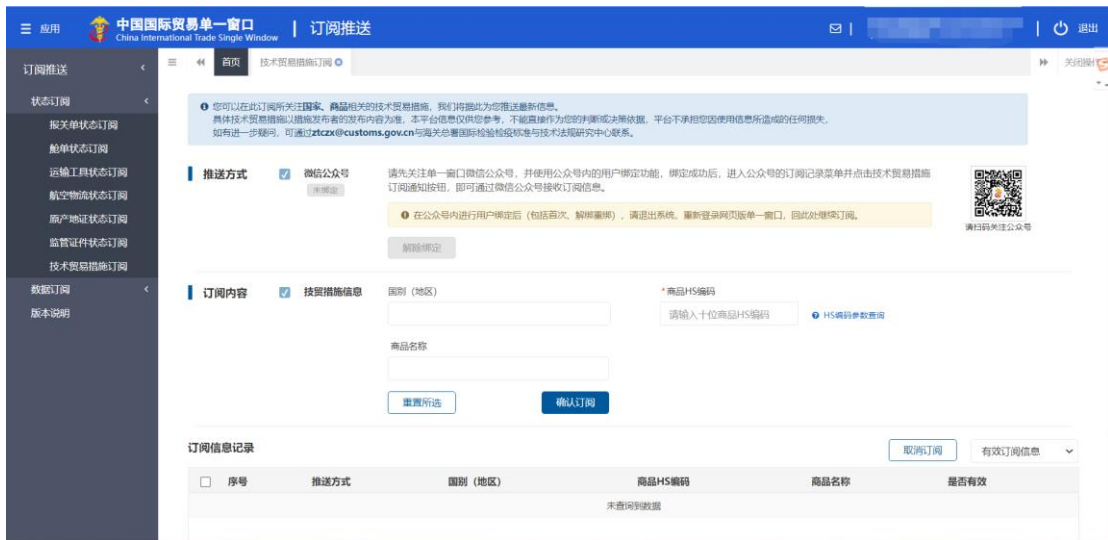 应用
中国国际贸易单一窗口
China International Trade Single Window
订阅推送
退出
订阅推送
首页
技术贸易措施订阅
状态订阅
报关单状态订阅
舱单状态订阅
运输工具状态订阅
航空物流状态订阅
原产地证状态订阅
监管证件状态订阅
技术贸易措施订阅
数据订阅
版本说明
您可以在此订阅所关注国家、商品相关的技术贸易措施，我们将据此为您推送最新信息。
具体技术贸易措施以措施发布者的发布内容为准，本平台信息仅供您参考，不能直接作为您的判断或决策依据，平台不承担您因使用信息所造成的任何损失。
如有进一步疑问，可通过ztczx@customs.gov.cn与海关总署国际检验检疫标准与技术法规研究中心联系。
推送方式
微信公众号
未绑定
请先关注单一窗口微信公众号，并使用公众号内的用户绑定功能，绑定成功后，进入公众号的订阅记录菜单并点击技术贸易措施
订阅通知按钮，即可通过微信公众号接收订阅信息。
在公众号内进行用户绑定后（包括首次、解绑重绑），请退出系统，重新登录网页版单一窗口，回此处继续订阅。
解除绑定
请扫码关注公众号
订阅内容
技贸措施信息
国别（地区）
*商品HS编码
请输入十位商品HS编码
HS编码参数查阅
商品名称
重置所选
确认订阅
订阅信息记录
取消订阅
有效订阅信息
序号 推送方式 国别（地区） 商品HS编码 商品名称 是否有效
未查询到数据